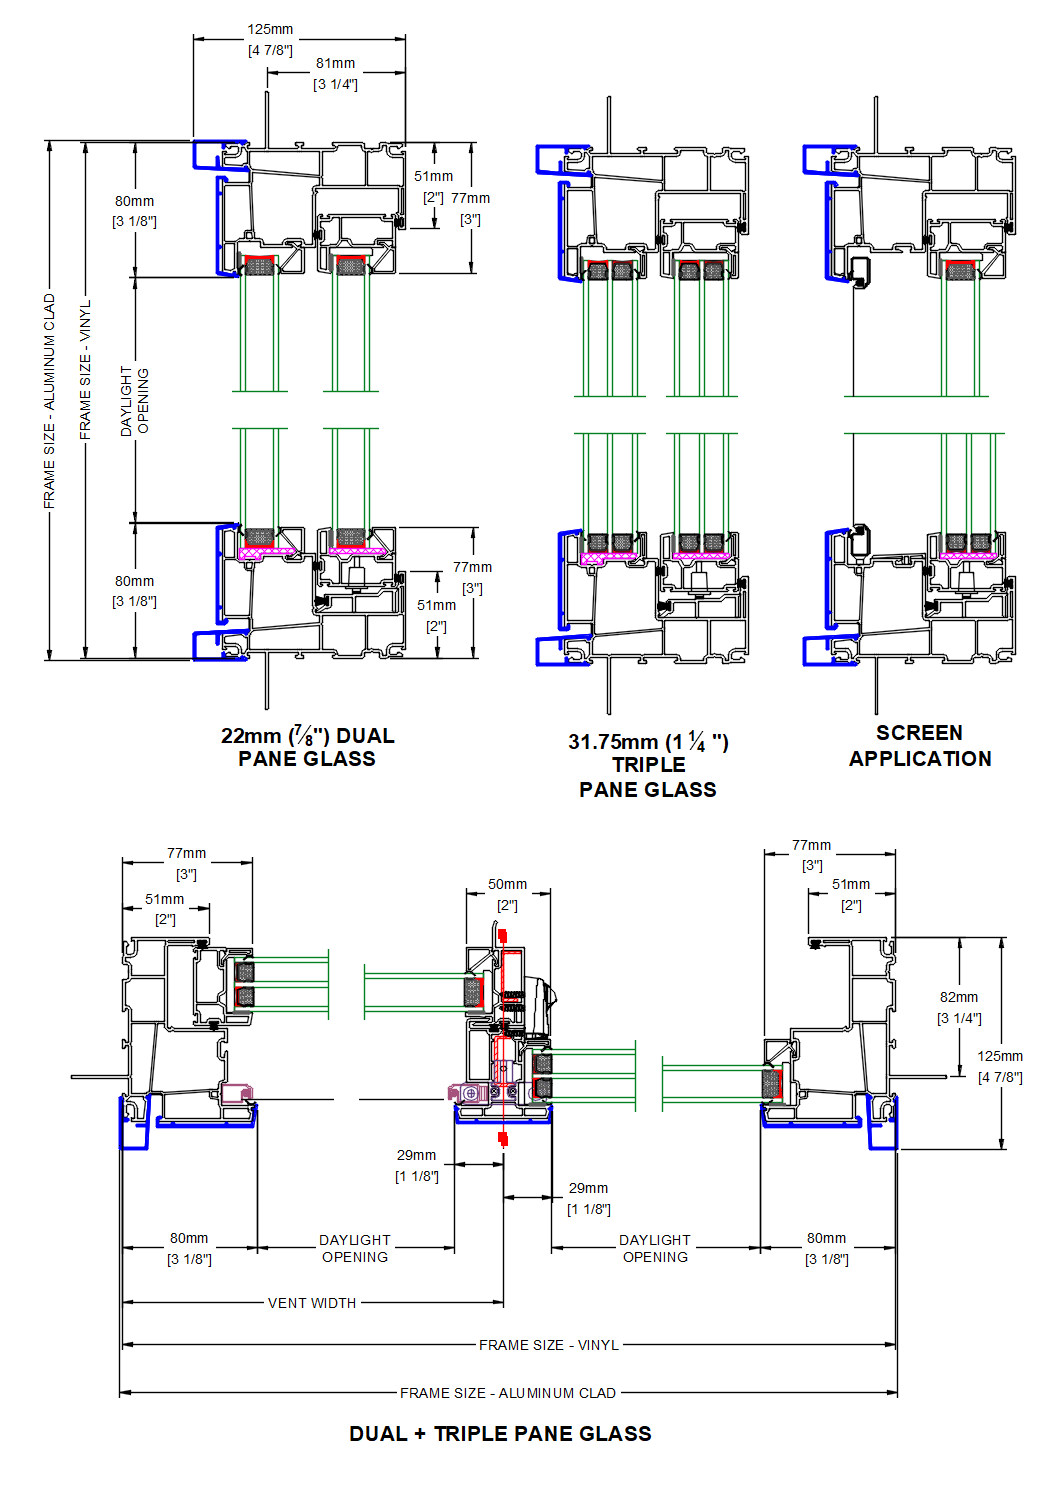 125mm
[4 7/8"]
81mm
[3 1/4"]
51mm
[2"]
77mm
[3"]
80mm
[3 1/8"]
FRAME SIZE - ALUMINUM CLAD
FRAME SIZE - VINYL
DAYLIGHT
OPENING
80mm
[3 1/8"]
77mm
[3"]
51mm
[2"]
22mm (7⁄8") DUAL
PANE GLASS
31.75mm (1 1⁄4 ")
TRIPLE
PANE GLASS
SCREEN
APPLICATION
77mm
[3"]
51mm
[2"]
50mm
[2"]
77mm
[3"]
51mm
[2"]
82mm
[3 1/4"]
125mm
[4 7/8"]
29mm
[1 1/8"]
29mm
[1 1/8"]
80mm
[3 1/8"]
DAYLIGHT
OPENING
DAYLIGHT
OPENING
80mm
[3 1/8"]
VENT WIDTH
FRAME SIZE - VINYL
FRAME SIZE - ALUMINUM CLAD
DUAL + TRIPLE PANE GLASS